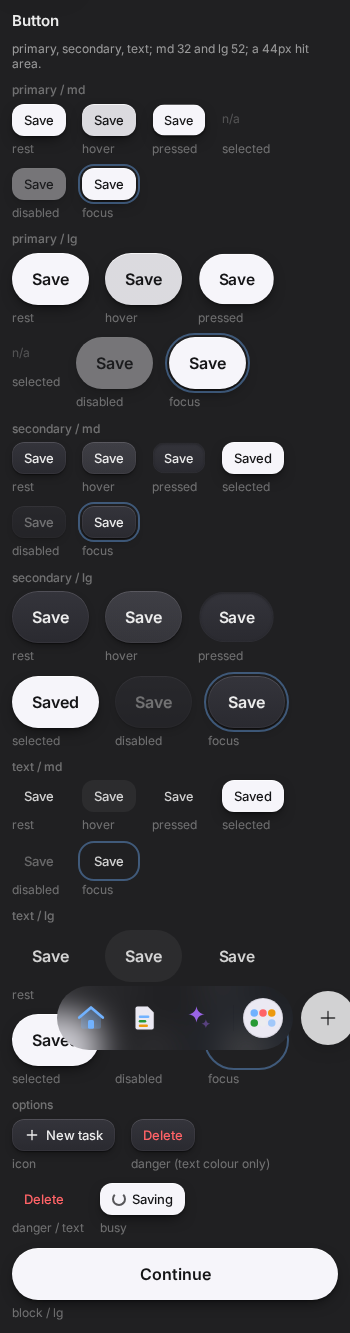 Button
primary, secondary, text; md 32 and lg 52; a 44px hit
area.
primary / md
Save Save Save n/a
rest hover pressed selected
Save Save
disabled focus
primary / lg
Save Save Save
rest hover pressed
n/a Save Save
selected disabled focus
secondary / md
Save Save Save Saved
rest hover pressed selected
Save Save
disabled focus
secondary / lg
Save Save Save
rest hover pressed
Saved Save Save
selected disabled focus
text / md
Save Save Save Saved
rest hover pressed selected
Save Save
disabled focus
text / lg
Save Save Save
rest
selected disabled focus
options
New task Delete
icon danger (text colour only)
Delete Saving
danger / text busy
Continue
block / lg